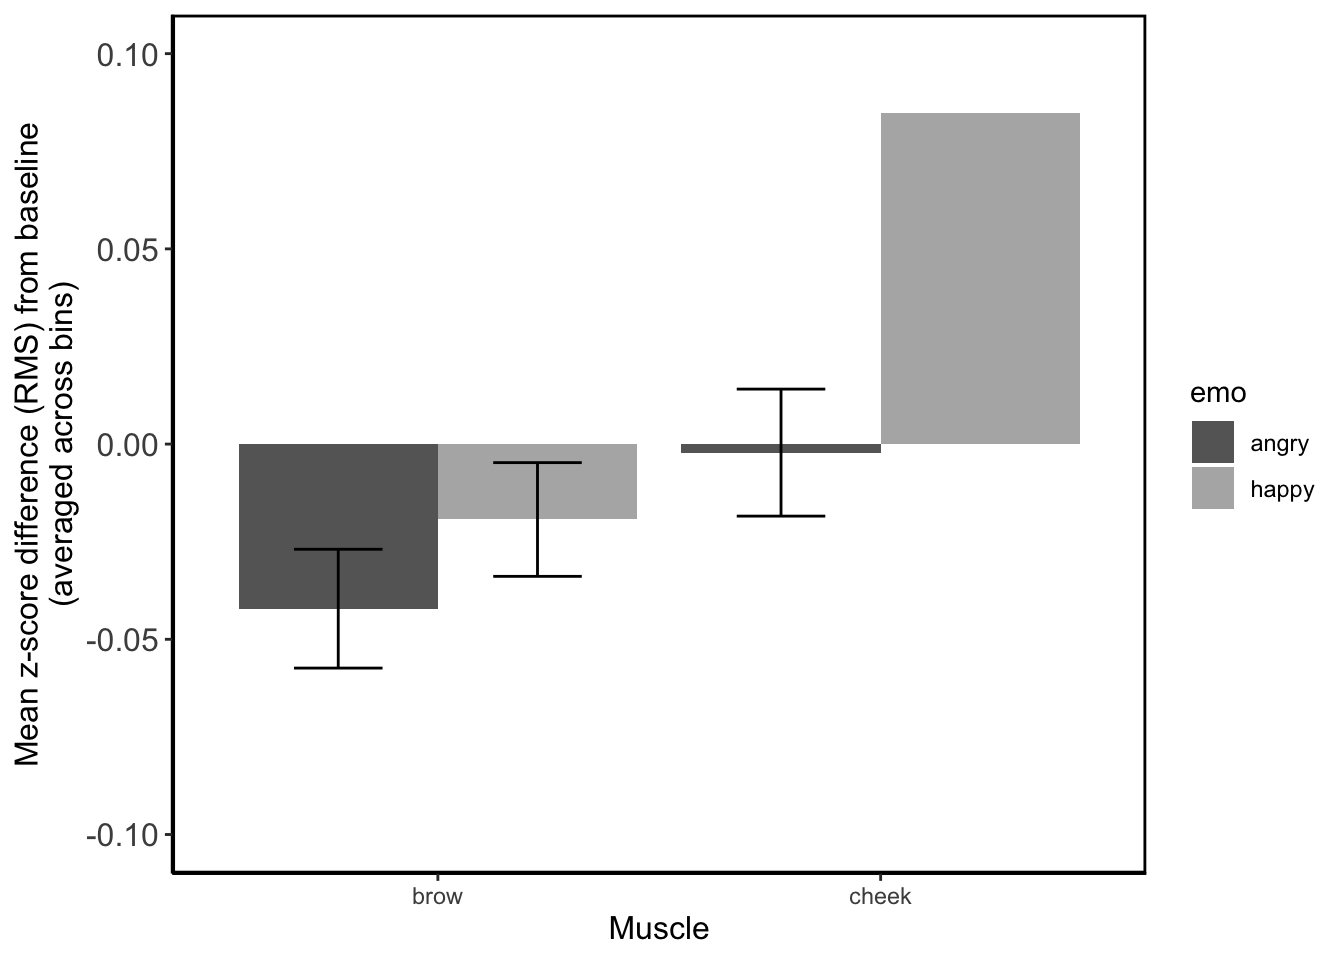 Mean z-score difference (RMS) from baseline
(averaged across bins)
0.10
0.05
0.00
-0.05
-0.10
brow
cheek
Muscle
emo
angry
happy